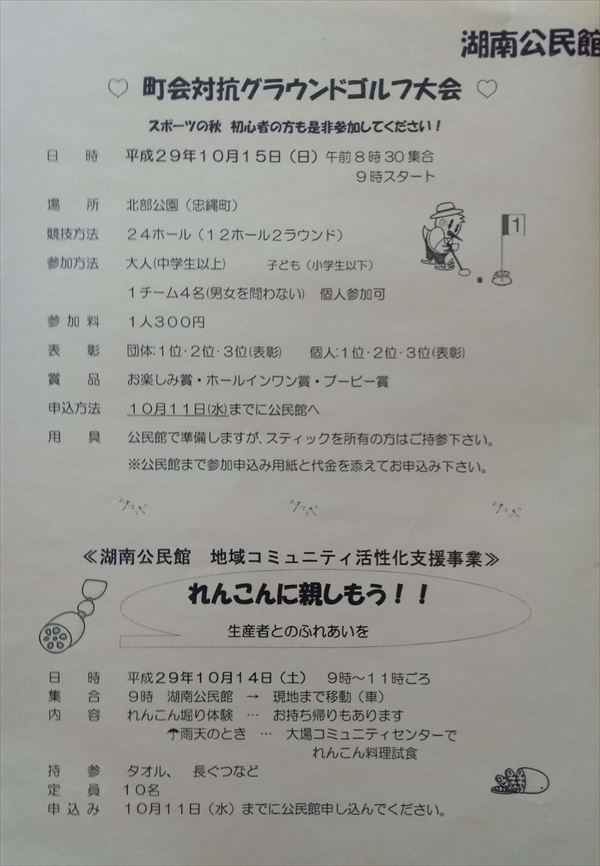 湖南公民館
♡ 町会対抗グラウンドゴルフ大会 ♡
スポーツの秋 初心者の方も是非参加してください！
日時 平成29年10月15日（日）午前8時30集合
9時スタート
場所 北部公園（忠縄町）
競技方法 24ホール（12ホール2ラウンド）
参加方法 大人(中学生以上) 子ども（小学生以下）
1チーム4名(男女を問わない) 個人参加可
参加料 1人300円
表彰 団体:1位・2位・3位(表彰) 個人:1位・2位・3位(表彰)
賞品 お楽しみ賞・ホールインワン賞・ブービー賞
申込方法 10月11日(水)までに公民館へ
用具 公民館で準備しますが、スティックを所有の方はご持参下さい。
※公民館まで参加申込み用紙と代金を添えてお申込み下さい。
1
≪湖南公民館 地域コミュニティ活性化支援事業≫
れんこんに親しもう！！
生産者とのふれあいを
日時 平成29年10月14日（土） 9時～11時ごろ
集合 9時 湖南公民館 → 現地まで移動（車）
内容 れんこん堀り体験 … お持ち帰りもあります
☂雨天のとき … 大場コミュニティセンターで
れんこん料理試食
持参 タオル、 長ぐつなど
定員 10名
申込み 10月11日（水）までに公民館申し込んでください。